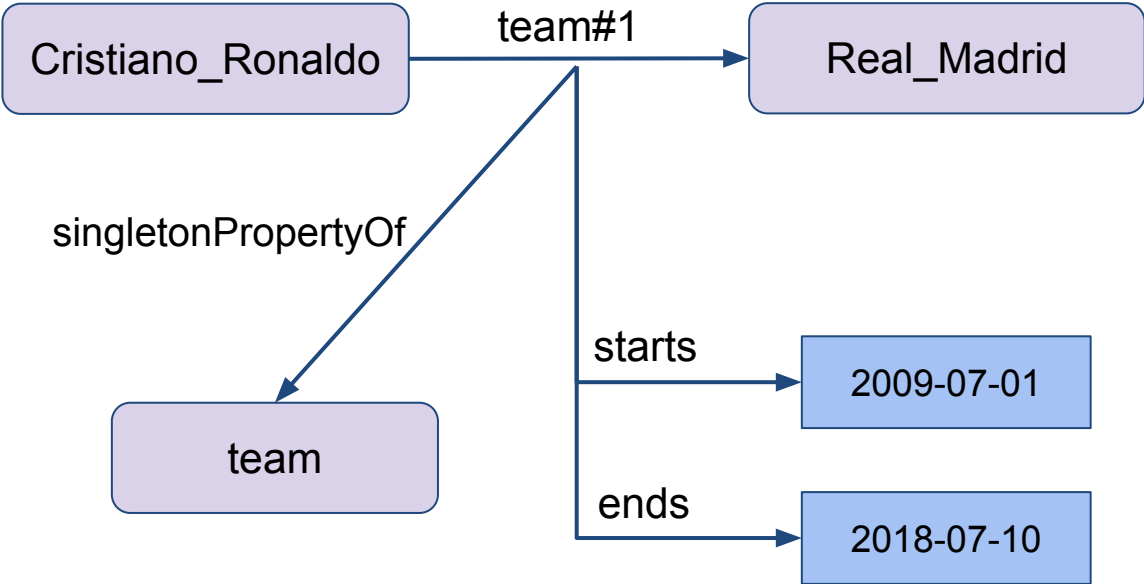 team#1
Cristiano_Ronaldo
Real_Madrid
singletonPropertyOf
starts
2009-07-01
team
ends
2018-07-10